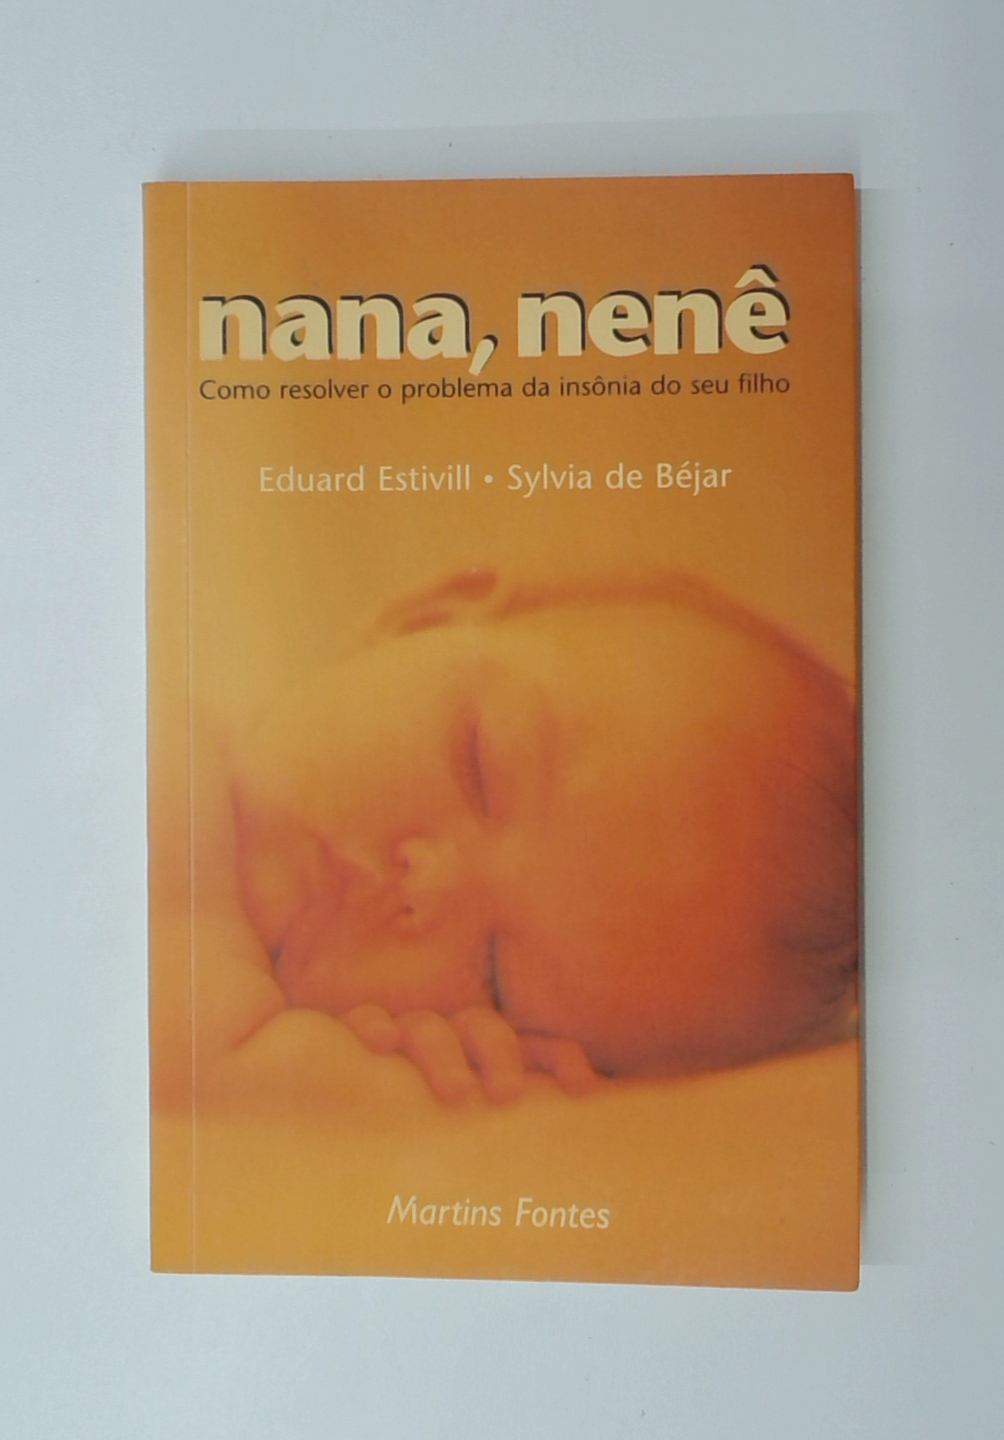 nana, nenê
Como resolver o problema da insônia do seu filho
Eduard Estivill • Sylvia de Béjar
Martins Fontes